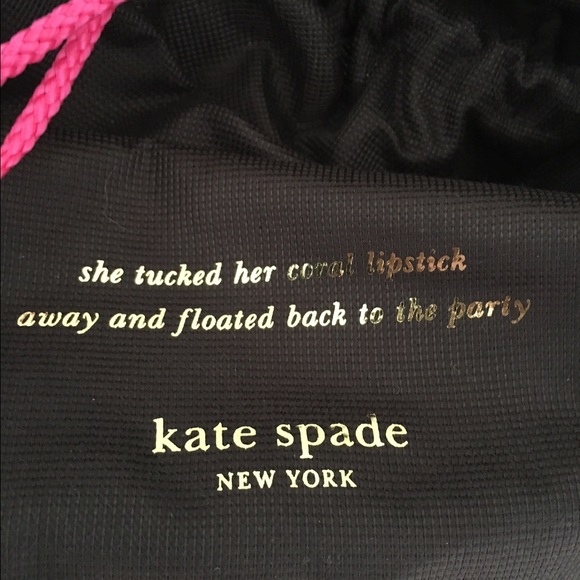 she tucked her coral lipstick
away and floated back to the party
kate spade
NEW YORK